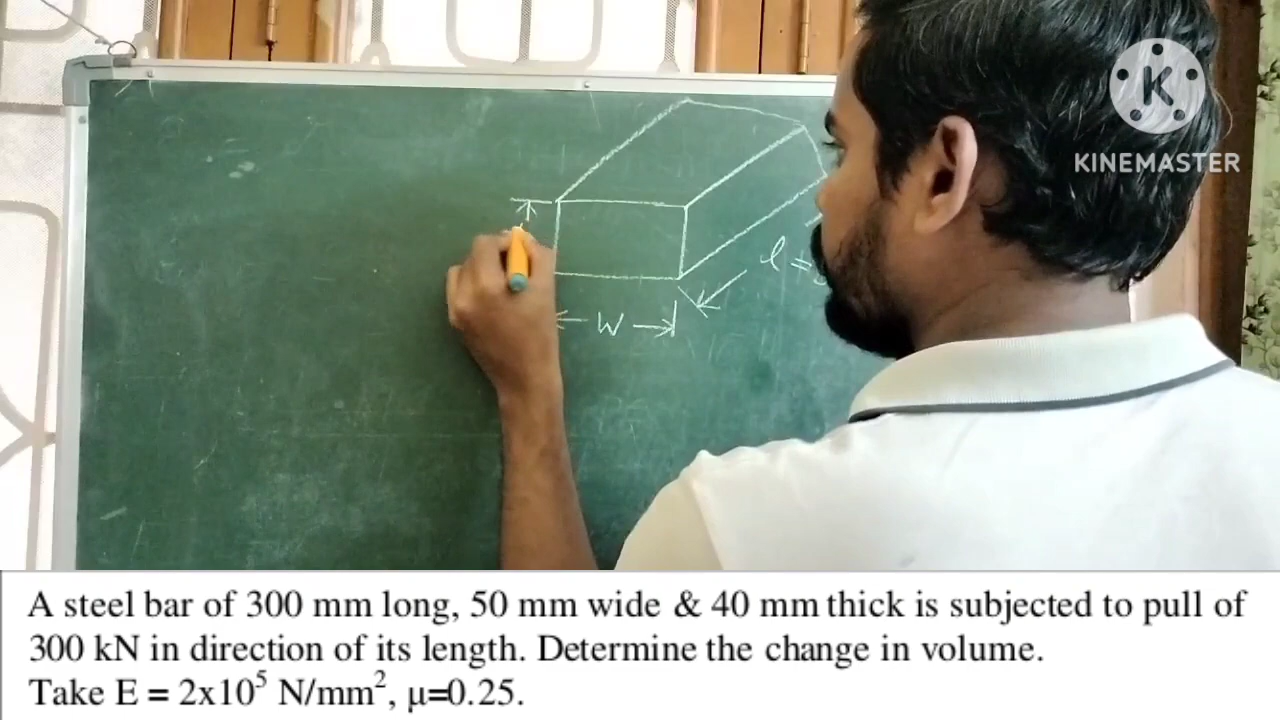 K
KINEMASTER
l =
W
A steel bar of 300 mm long, 50 mm wide & 40 mm thick is subjected to pull of
300 kN in direction of its length. Determine the change in volume.
Take E = 2x10⁵ N/mm², μ=0.25.